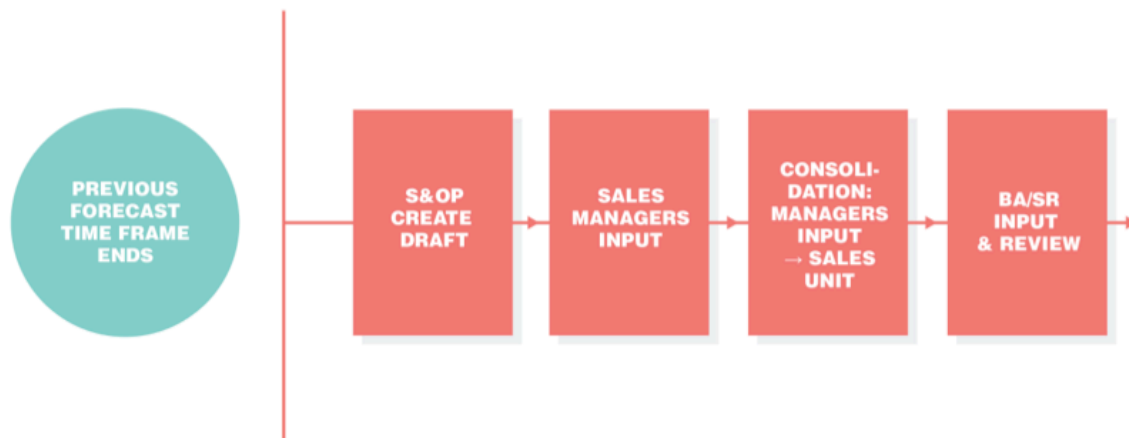 PREVIOUS
FORECAST
TIME FRAME
ENDS
S&OP
CREATE
DRAFT
SALES
MANAGERS
INPUT
CONSOLI-
DATION:
MANAGERS
INPUT
→ SALES
UNIT
BA/SR
INPUT
& REVIEW